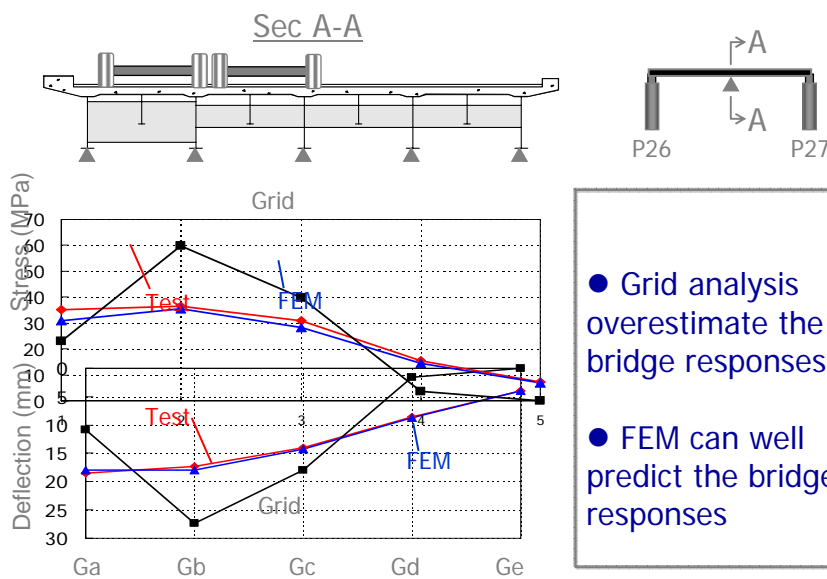 Sec A-A
A
A
P26
P27
Grid
Stress (MPa)
70
60
50
40
30
20
10
0
Test
FEM
1
2
3
4
5
Deflection (mm)
0
5
10
15
20
25
30
Test
FEM
Grid
Ga
Gb
Gc
Gd
Ge
● Grid analysis
overestimate the
bridge responses
● FEM can well
predict the bridge
responses